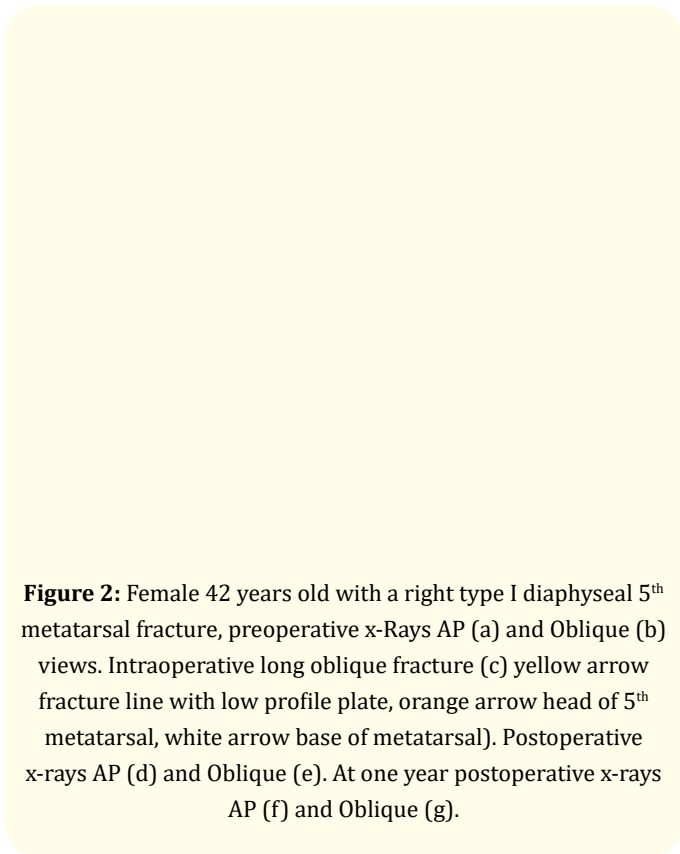 Figure 2: Female 42 years old with a right type I diaphyseal 5th
metatarsal fracture, preoperative x-Rays AP (a) and Oblique (b)
views. Intraoperative long oblique fracture (c) yellow arrow
fracture line with low profile plate, orange arrow head of 5th
metatarsal, white arrow base of metatarsal). Postoperative
x-rays AP (d) and Oblique (e). At one year postoperative x-rays
AP (f) and Oblique (g).